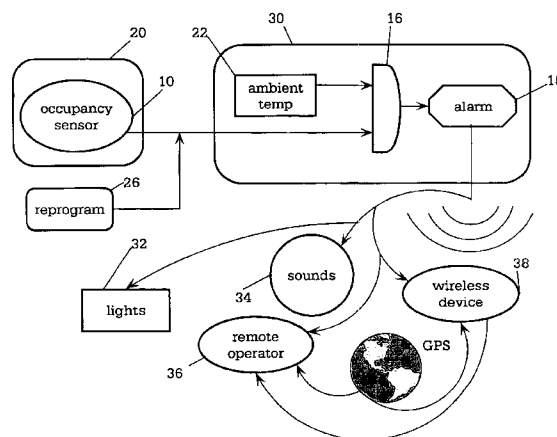 20
10
22
30
16
18
occupancy
sensor
ambient
temp
alarm
26
reprogram
32
lights
34
sounds
38
wireless
device
36
remote
operator
GPS